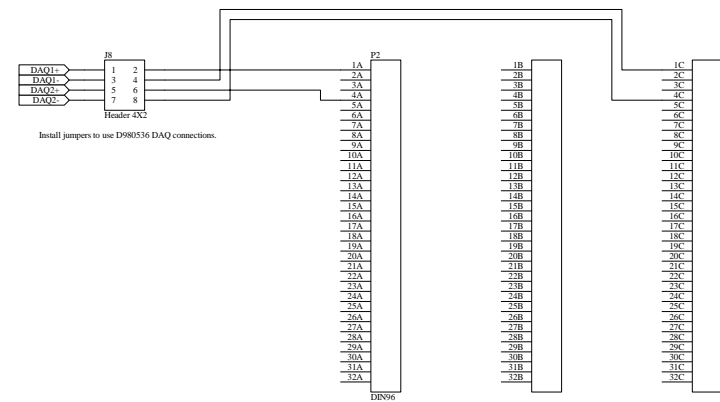 J8
DAQ1+ 1 2
DAQ1- 3 4
DAQ2+ 5 6
DAQ2- 7 8
Header 4X2
Install jumpers to use D980536 DAQ connections.
P2
1A
2A
3A
4A
5A
6A
7A
8A
9A
10A
11A
12A
13A
14A
15A
16A
17A
18A
19A
20A
21A
22A
23A
24A
25A
26A
27A
28A
29A
30A
31A
32A
DIN96
1B
2B
3B
4B
5B
6B
7B
8B
9B
10B
11B
12B
13B
14B
15B
16B
17B
18B
19B
20B
21B
22B
23B
24B
25B
26B
27B
28B
29B
30B
31B
32B
1C
2C
3C
4C
5C
6C
7C
8C
9C
10C
11C
12C
13C
14C
15C
16C
17C
18C
19C
20C
21C
22C
23C
24C
25C
26C
27C
28C
29C
30C
31C
32C